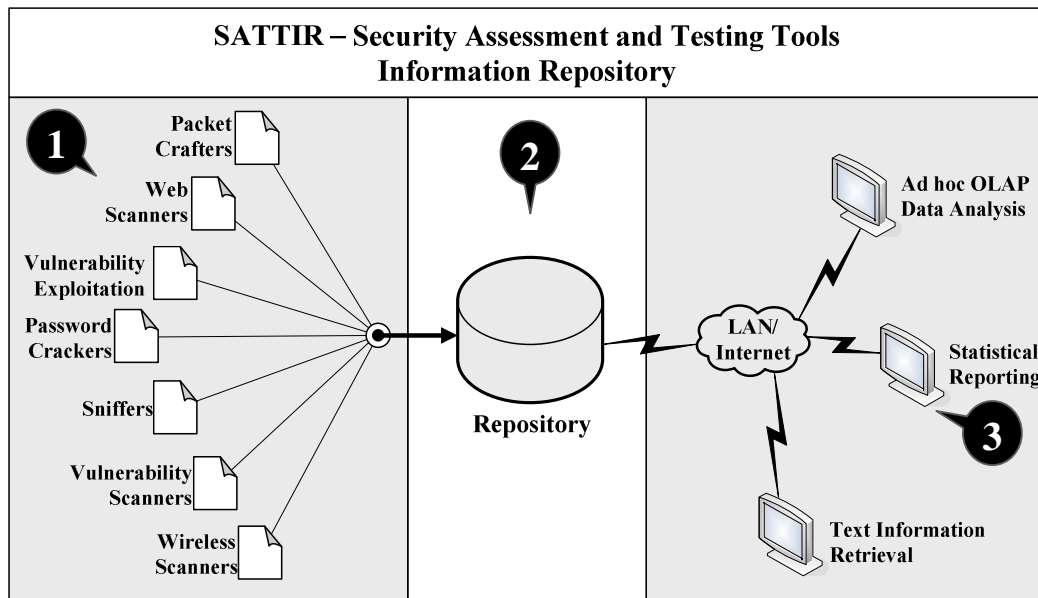 SATTIR – Security Assessment and Testing Tools
Information Repository
1
Packet
Crafters
Web
Scanners
Vulnerability
Exploitation
Password
Crackers
Sniffers
Vulnerability
Scanners
Wireless
Scanners
2
Repository
LAN/
Internet
Ad hoc OLAP
Data Analysis
Statistical
Reporting
3
Text Information
Retrieval